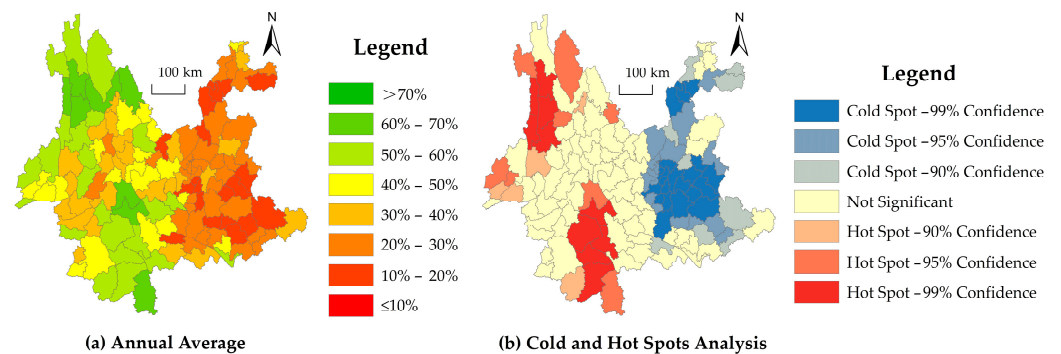 N
Legend
100 km
>70%
60% – 70%
50% – 60%
40% – 50%
30% – 40%
20% – 30%
10% – 20%
≤10%
(a) Annual Average
N
Legend
100 km
Cold Spot –99% Confidence
Cold Spot –95% Confidence
Cold Spot –90% Confidence
Not Significant
Hot Spot –90% Confidence
Hot Spot –95% Confidence
Hot Spot –99% Confidence
(b) Cold and Hot Spots Analysis